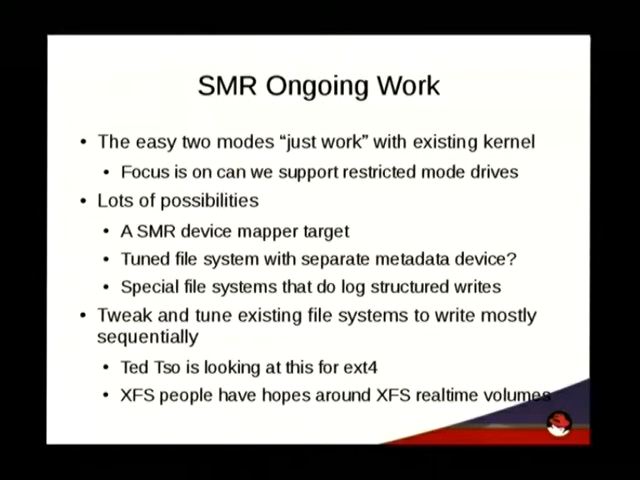 SMR Ongoing Work
• The easy two modes “just work” with existing kernel
• Focus is on can we support restricted mode drives
• Lots of possibilities
• A SMR device mapper target
• Tuned file system with separate metadata device?
• Special file systems that do log structured writes
• Tweak and tune existing file systems to write mostly
sequentially
• Ted Tso is looking at this for ext4
• XFS people have hopes around XFS realtime volumes